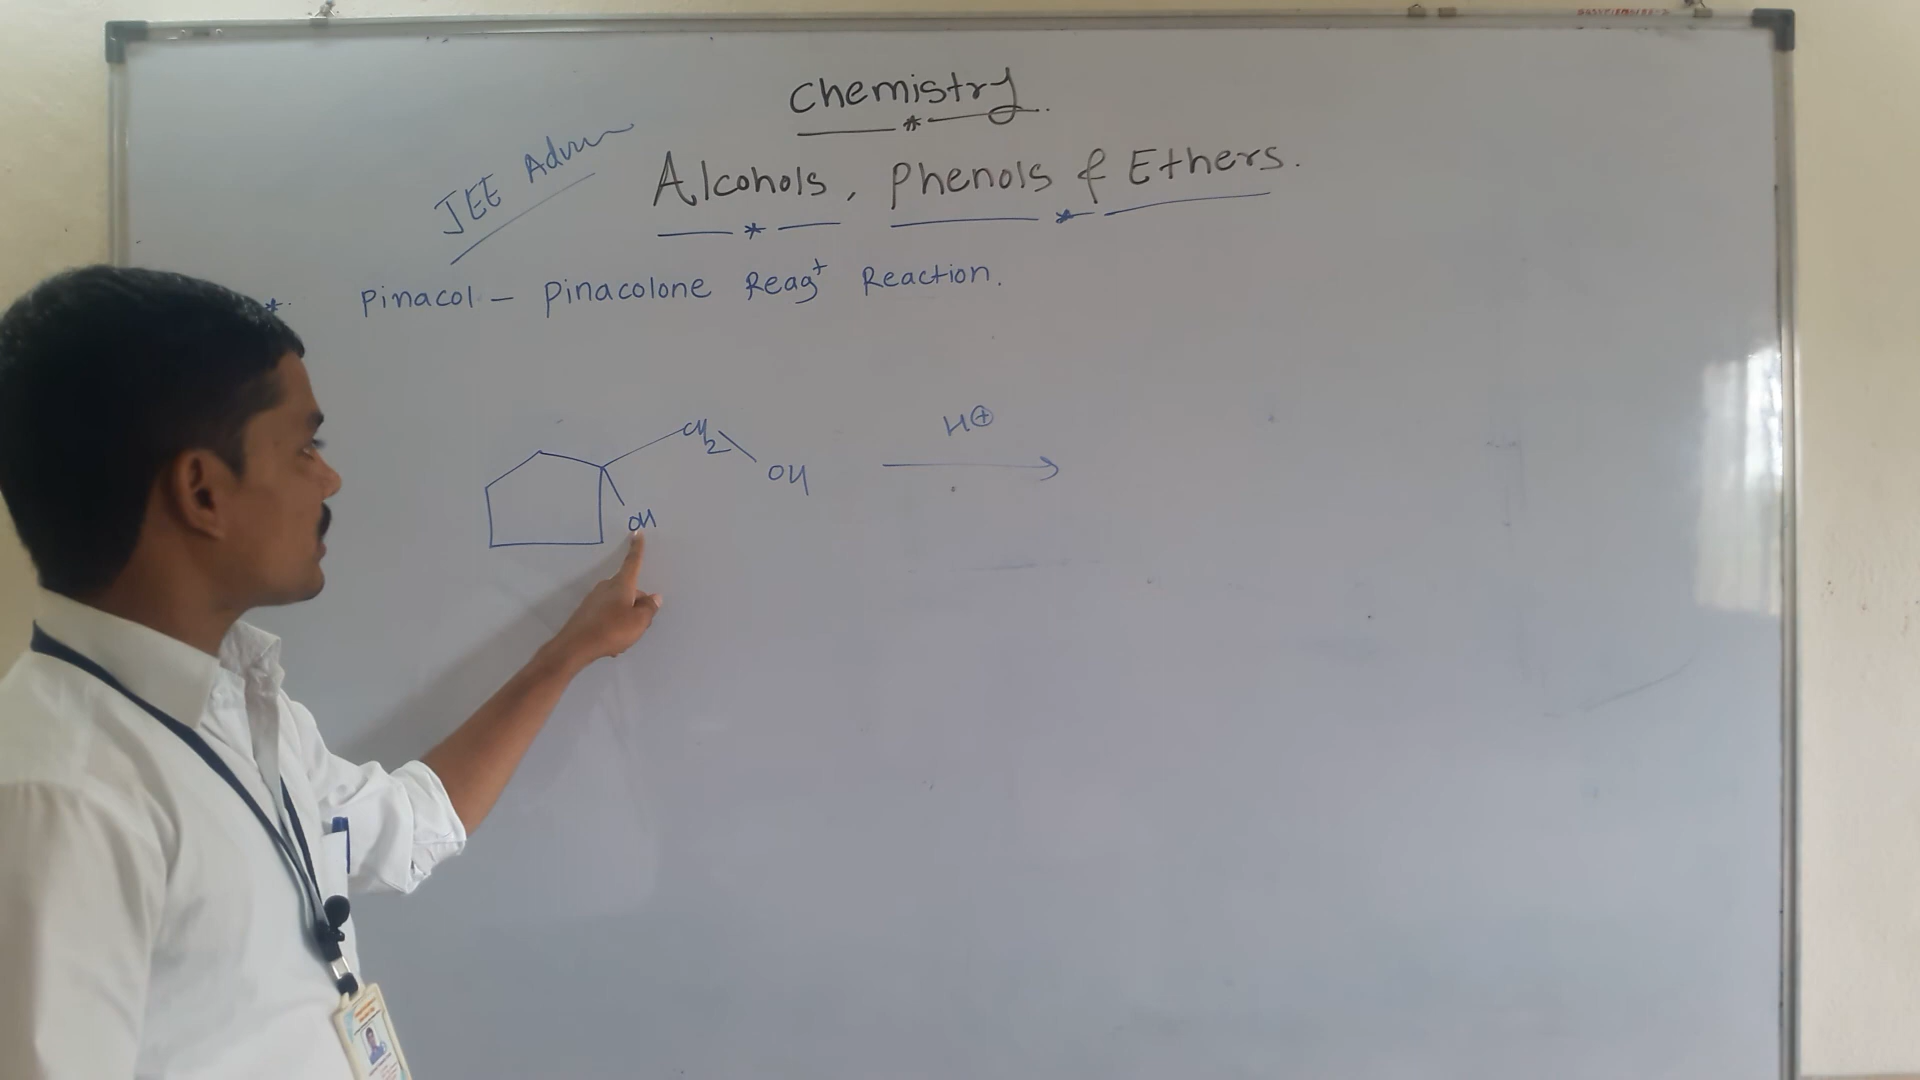 Chemistry.
JEE Adv
Alcohols, Phenols & Ethers.
*. Pinacol - Pinacolone Reag+ Reaction.
CH2
OH
OH
H⊕